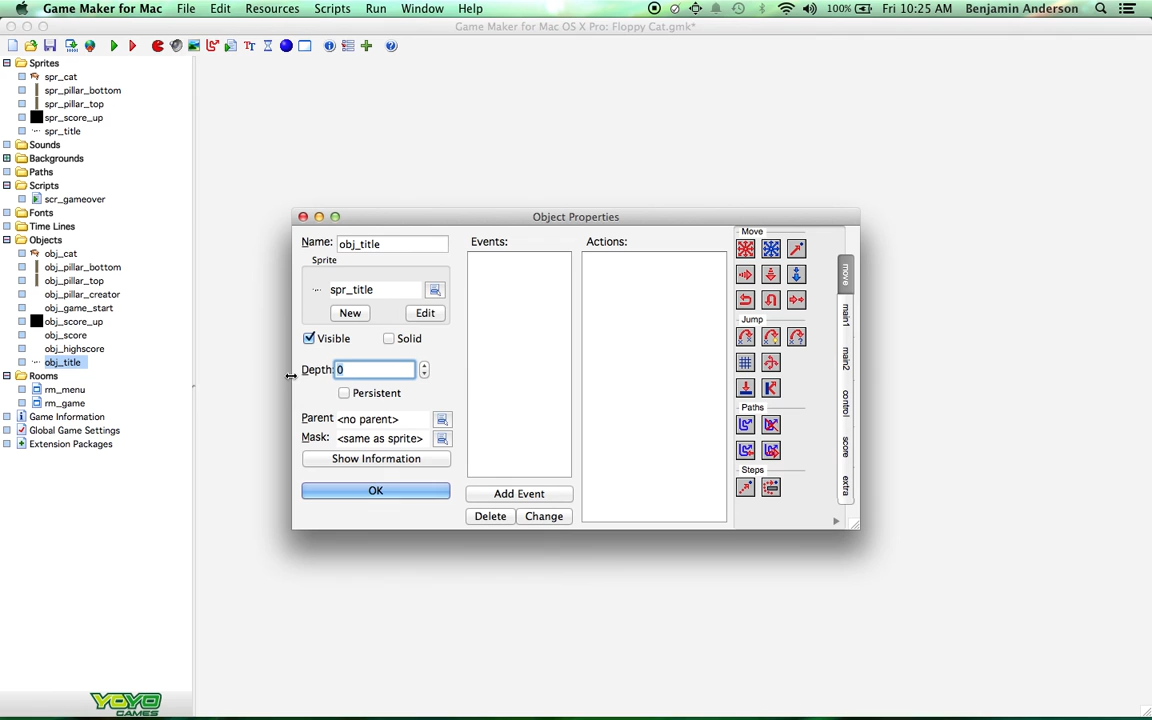 Game Maker for Mac File Edit Resources Scripts Run Window Help 100% Fri 10:25 AM Benjamin Anderson
Game Maker for Mac OS X Pro: Floppy Cat.gmk*
Sprites
spr_cat
spr_pillar_bottom
spr_pillar_top
spr_score_up
spr_title
Sounds
Backgrounds
Paths
Scripts
scr_gameover
Fonts
Time Lines
Objects
obj_cat
obj_pillar_bottom
obj_pillar_top
obj_pillar_creator
obj_game_start
obj_score_up
obj_score
obj_highscore
obj_title
Rooms
rm_menu
rm_game
Game Information
Global Game Settings
Extension Packages
YOYO
GAMES
Object Properties
Name: obj_title
Sprite
spr_title
New Edit
Visible Solid
Depth: 0
Persistent
Parent <no parent>
Mask: <same as sprite>
Show Information
OK
Events:
Add Event
Delete Change
Actions:
Move
Jump
Paths
Steps
move
main1
main2
control
score
extra